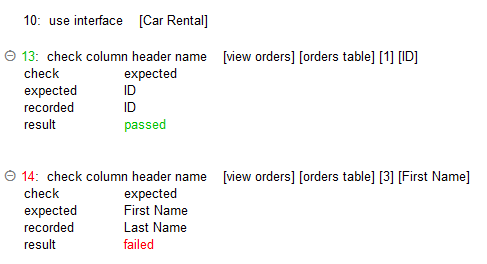 10: use interface [Car Rental]
13: check column header name [view orders] [orders table] [1] [ID]
check expected
expected ID
recorded ID
result passed
14: check column header name [view orders] [orders table] [3] [First Name]
check expected
expected First Name
recorded Last Name
result failed